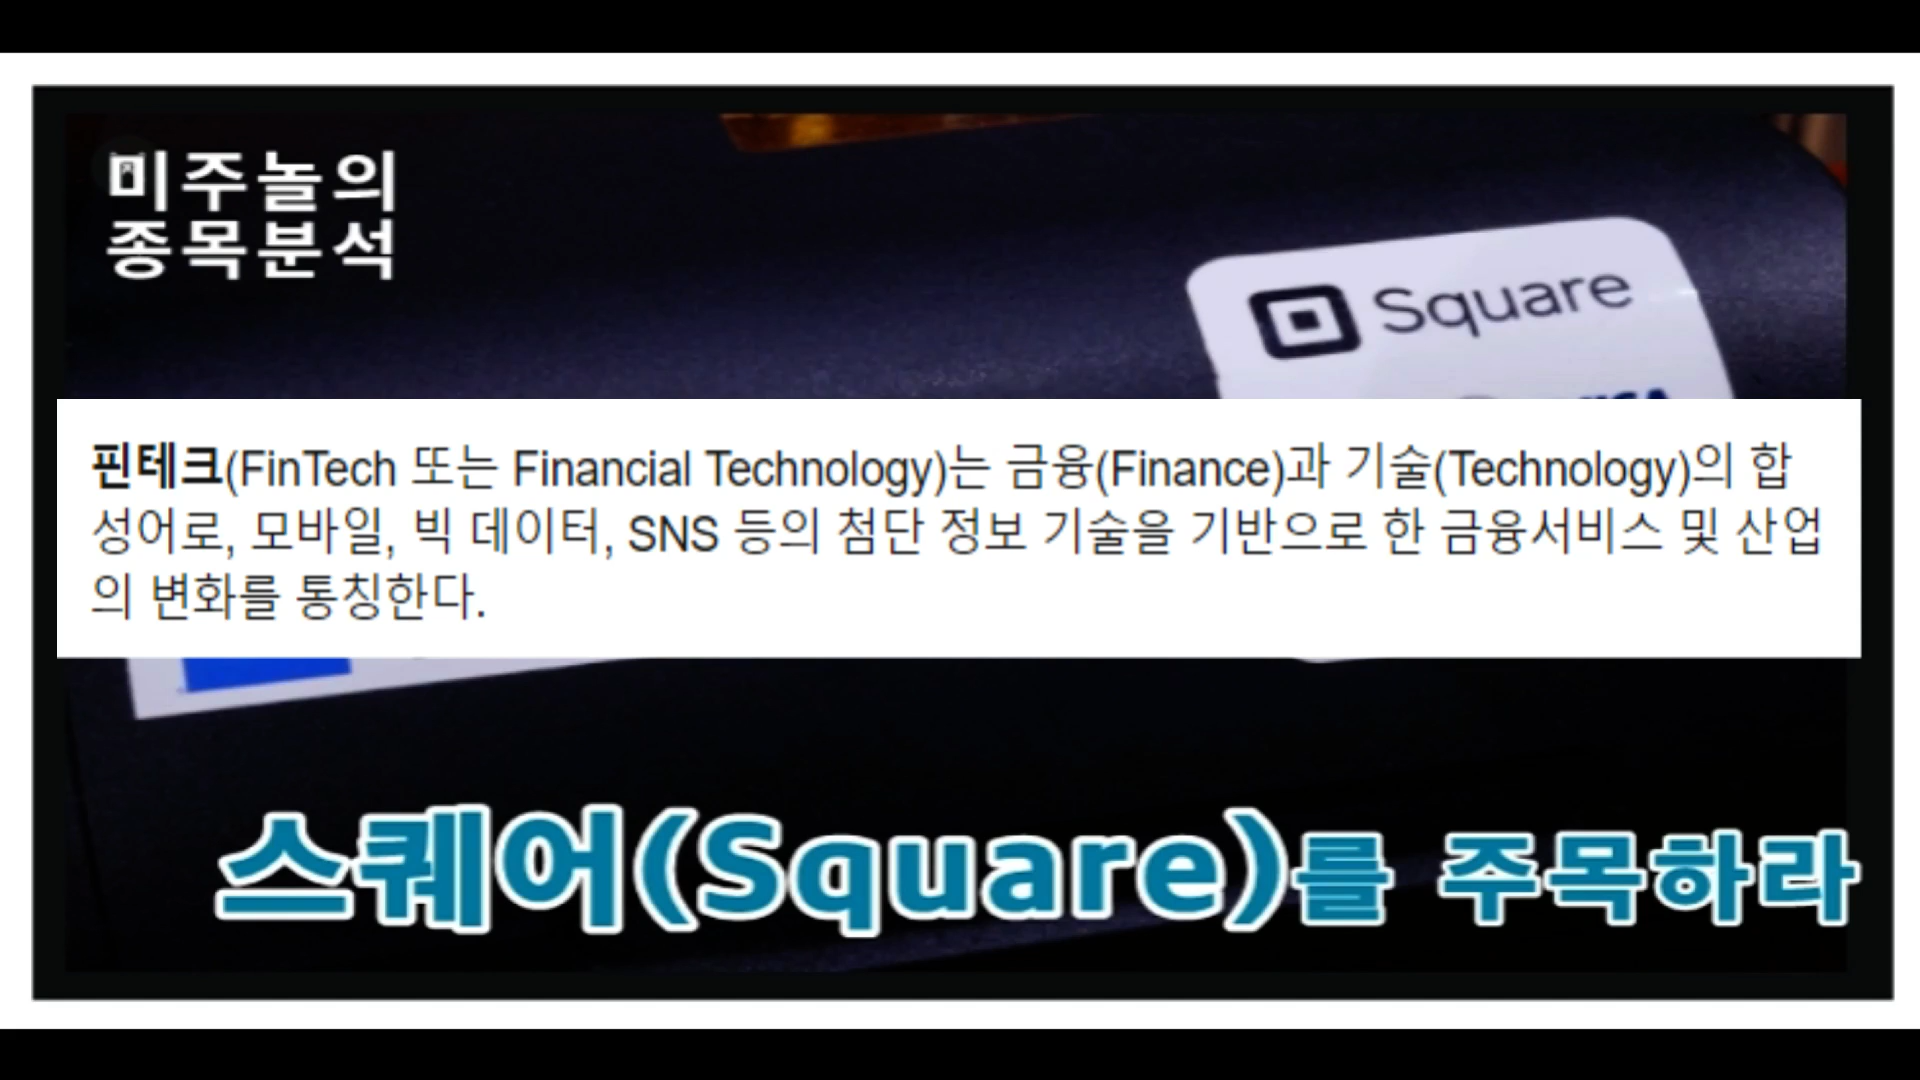 미주놀의
종목분석
Square
핀테크(FinTech 또는 Financial Technology)는 금융(Finance)과 기술(Technology)의 합
성어로, 모바일, 빅 데이터, SNS 등의 첨단 정보 기술을 기반으로 한 금융서비스 및 산업
의 변화를 통칭한다.
스퀘어(Square)를 주목하라